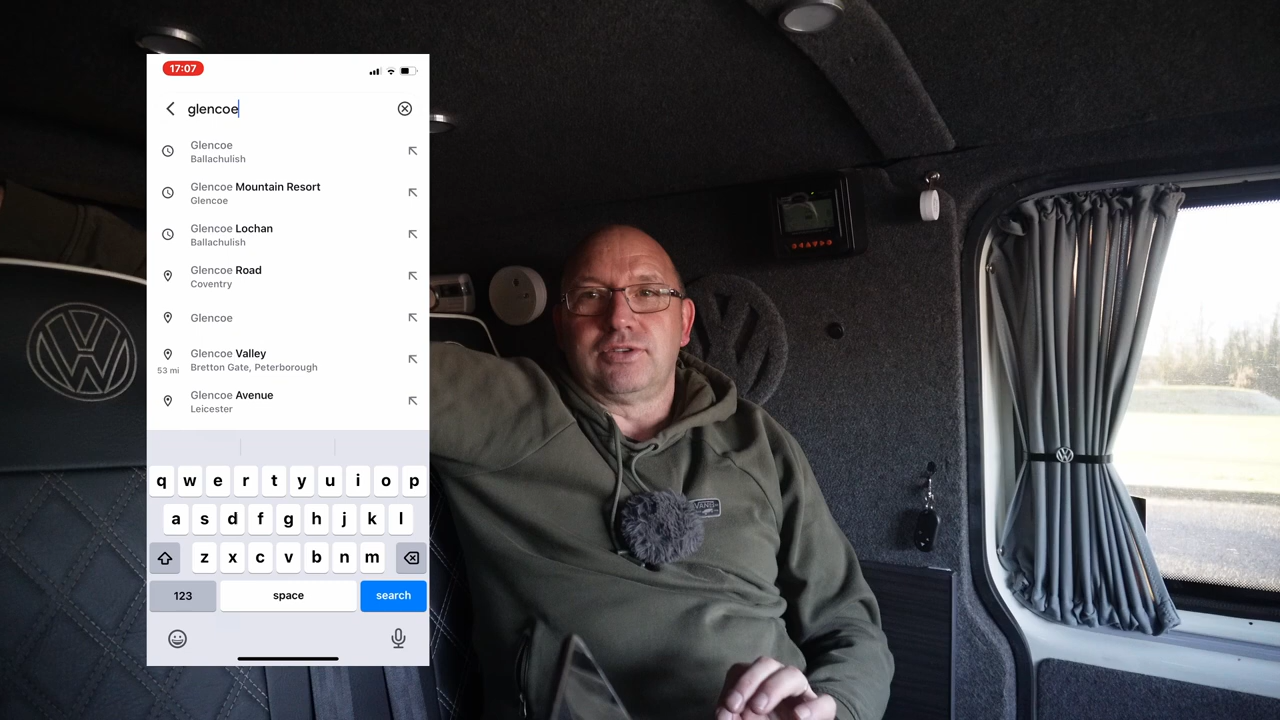 17:07
glencoe
Glencoe
Ballachulish
Glencoe Mountain Resort
Glencoe
Glencoe Lochan
Ballachulish
Glencoe Road
Coventry
Glencoe
Glencoe Valley
53 mi
Bretton Gate, Peterborough
Glencoe Avenue
Leicester
q w e r t y u i o p
a s d f g h j k l
z x c v b n m
123 space search
VANS